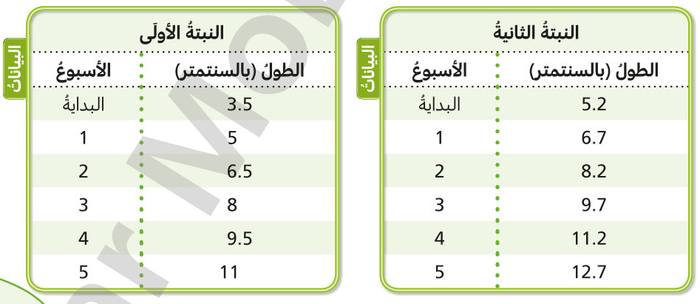 النبتةُ الأولَى
البيانات
الأسبوعُ الطولُ (بالسنتمتر)
البدايةُ 3.5
1 5
2 6.5
3 8
4 9.5
5 11
النبتةُ الثانيةُ
البيانات
الأسبوعُ الطولُ (بالسنتمتر)
البدايةُ 5.2
1 6.7
2 8.2
3 9.7
4 11.2
5 12.7